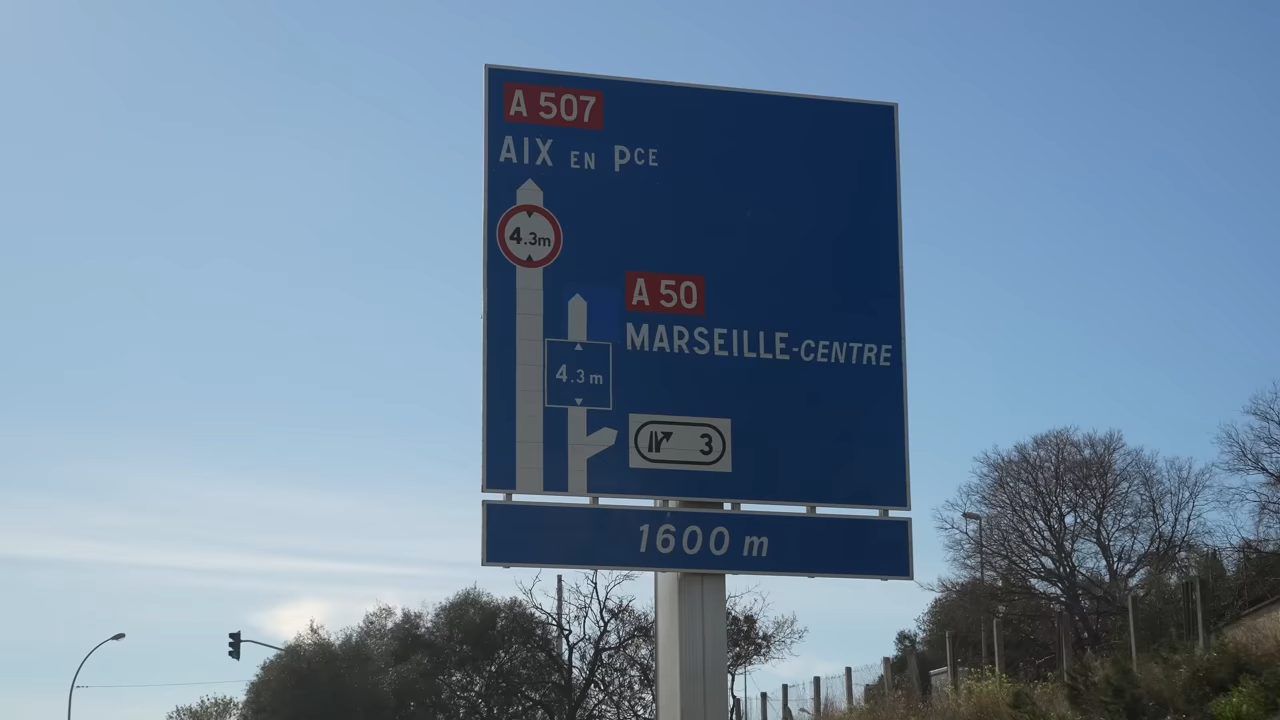 A 507
AIX EN PCE
4.3m
A 50
MARSEILLE-CENTRE
4.3 m
3
1600 m